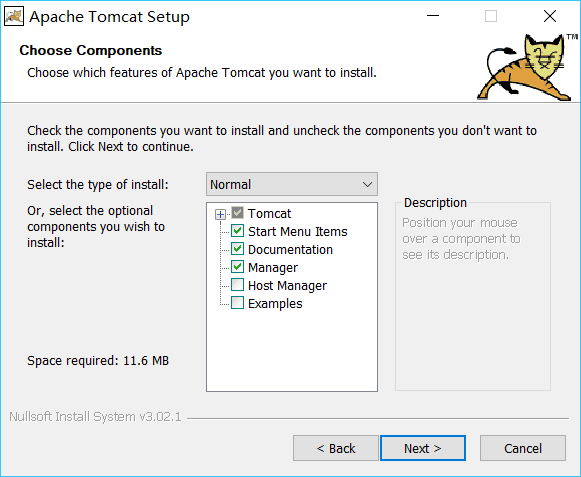 Apache Tomcat Setup
Choose Components
Choose which features of Apache Tomcat you want to install.
TM
Check the components you want to install and uncheck the components you don't want to
install. Click Next to continue.
Select the type of install:
Normal
Or, select the optional
components you wish to
install:
Tomcat
Start Menu Items
Documentation
Manager
Host Manager
Examples
Description
Position your mouse
over a component to
see its description.
Space required: 11.6 MB
Nullsoft Install System v3.02.1
< Back
Next >
Cancel